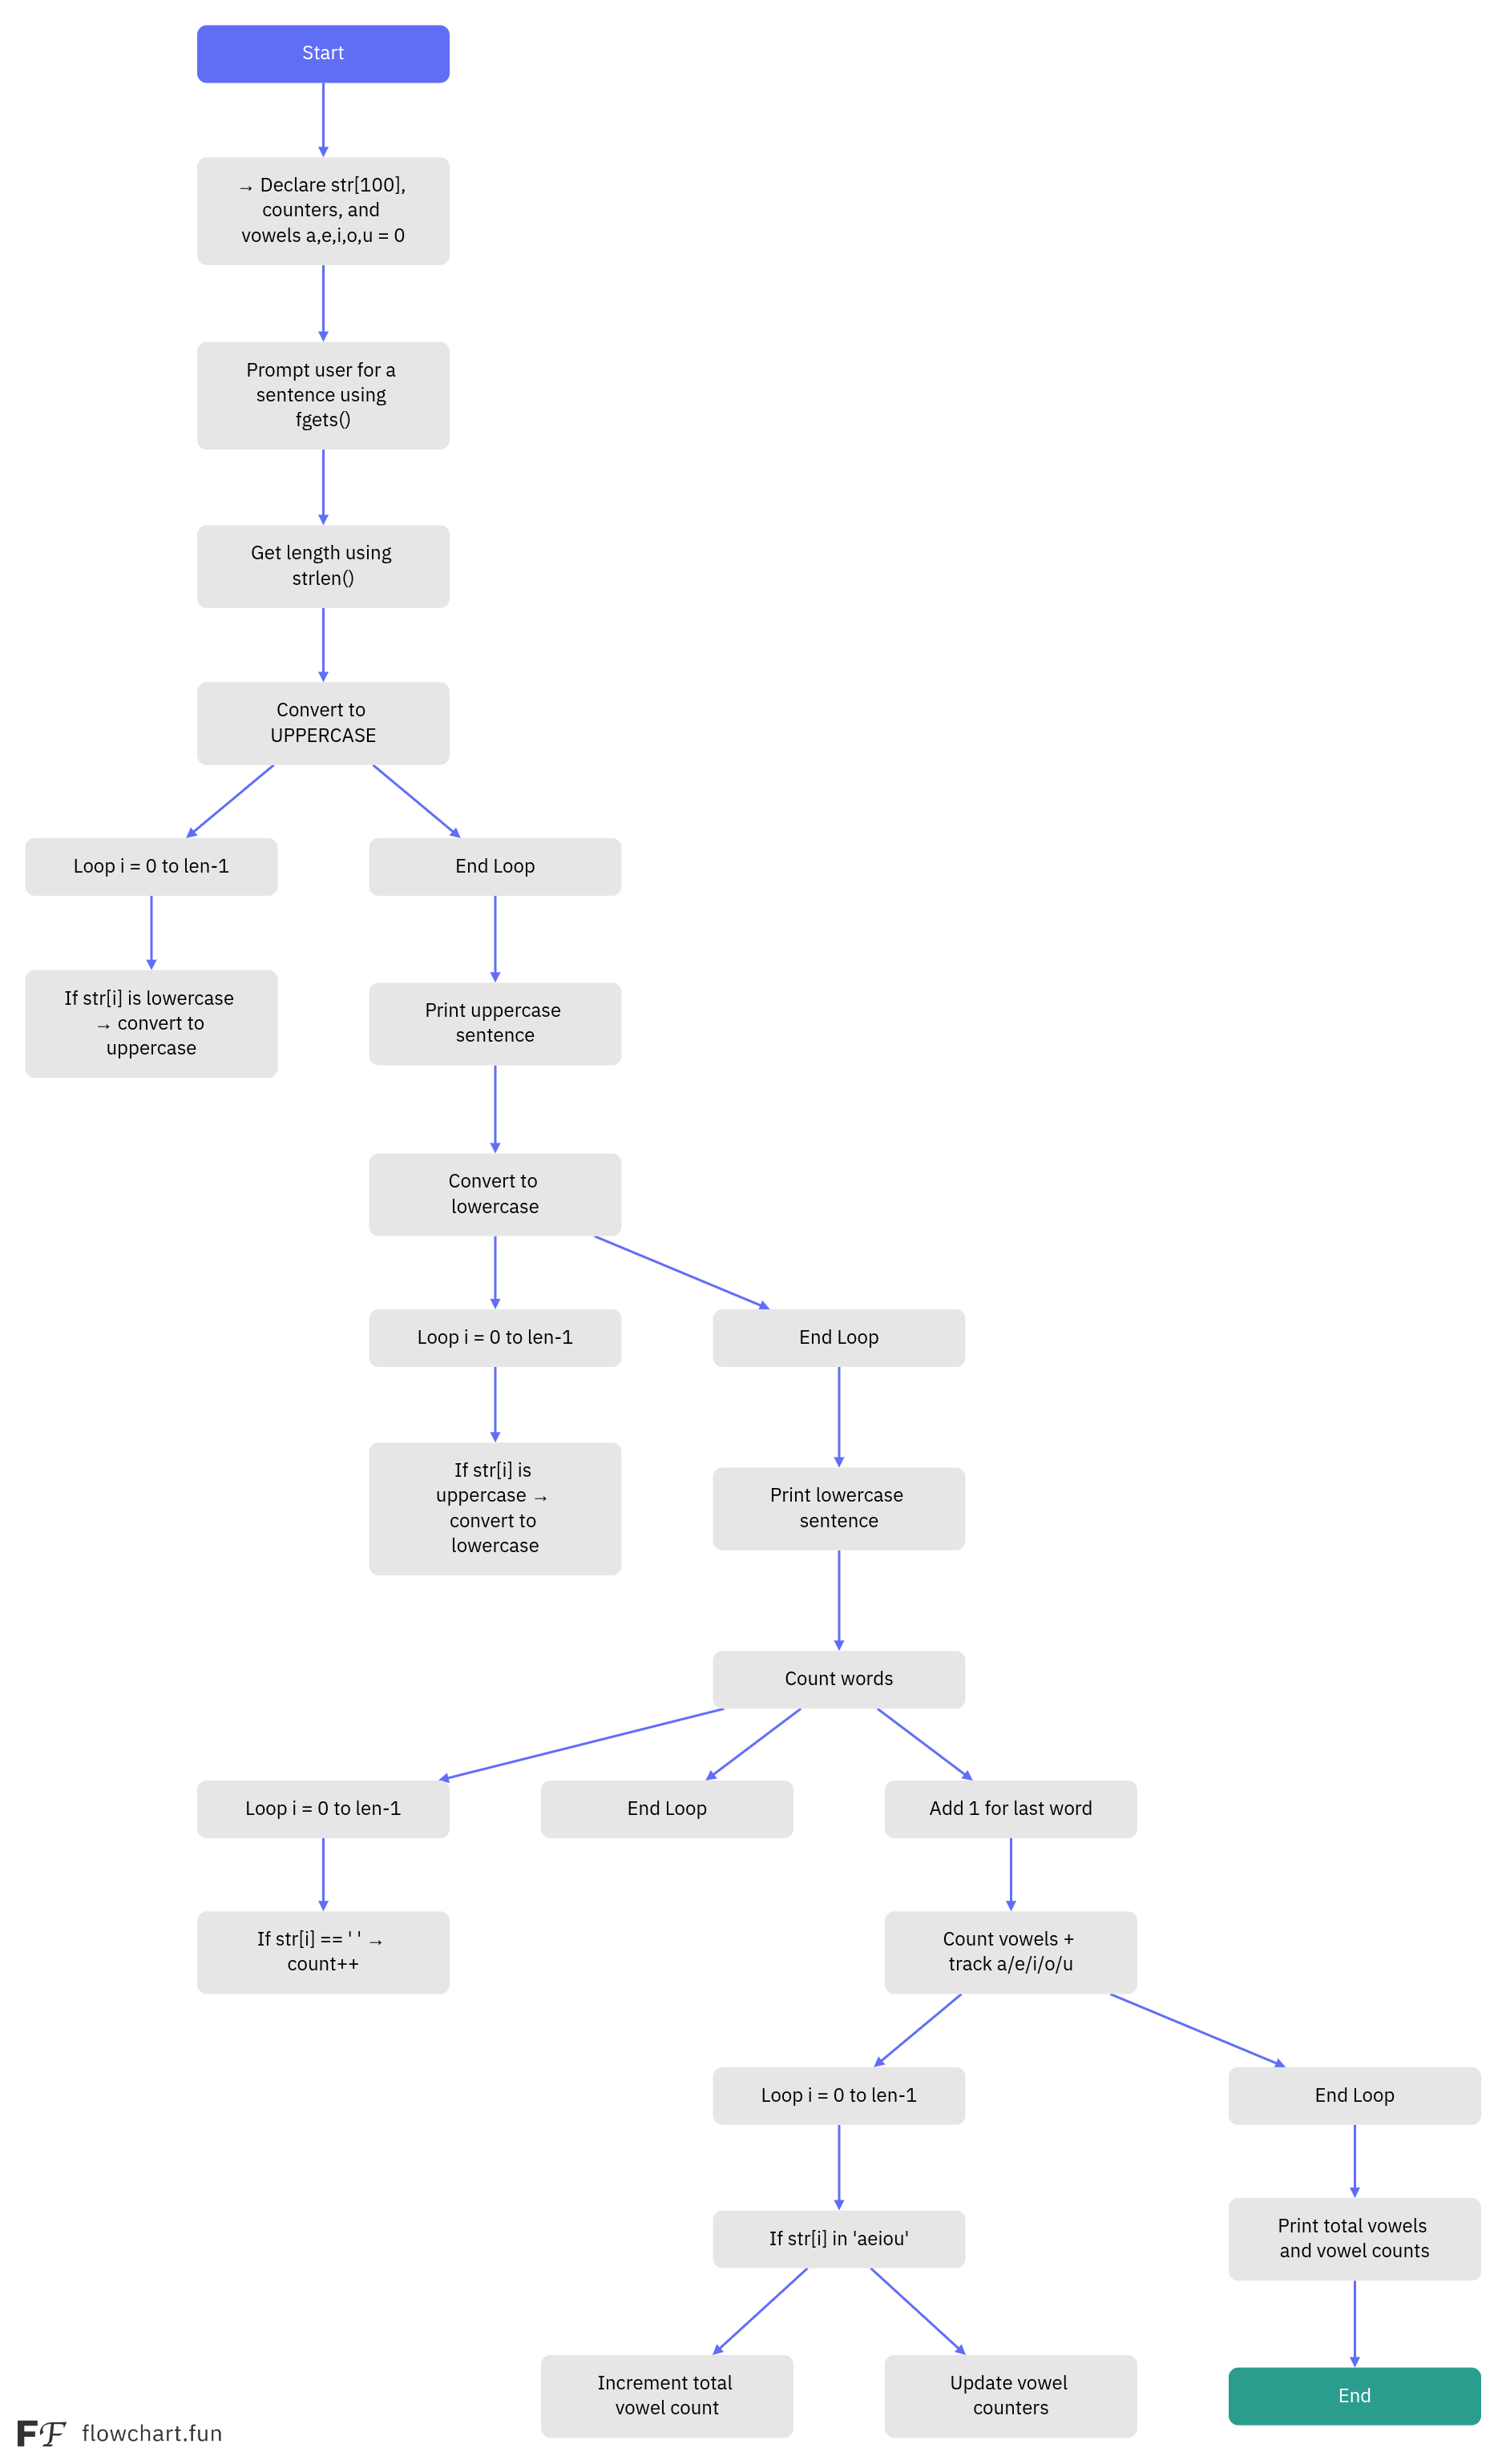 Start
→ Declare str[100],
counters, and
vowels a,e,i,o,u = 0
Prompt user for a
sentence using
fgets()
Get length using
strlen()
Convert to
UPPERCASE
Loop i = 0 to len-1
End Loop
If str[i] is lowercase
→ convert to
uppercase
Print uppercase
sentence
Convert to
lowercase
Loop i = 0 to len-1
End Loop
If str[i] is
uppercase →
convert to
lowercase
Print lowercase
sentence
Count words
Loop i = 0 to len-1
End Loop
Add 1 for last word
If str[i] == ' ' →
count++
Count vowels +
track a/e/i/o/u
Loop i = 0 to len-1
End Loop
If str[i] in 'aeiou'
Print total vowels
and vowel counts
Increment total
vowel count
Update vowel
counters
End
FF flowchart.fun